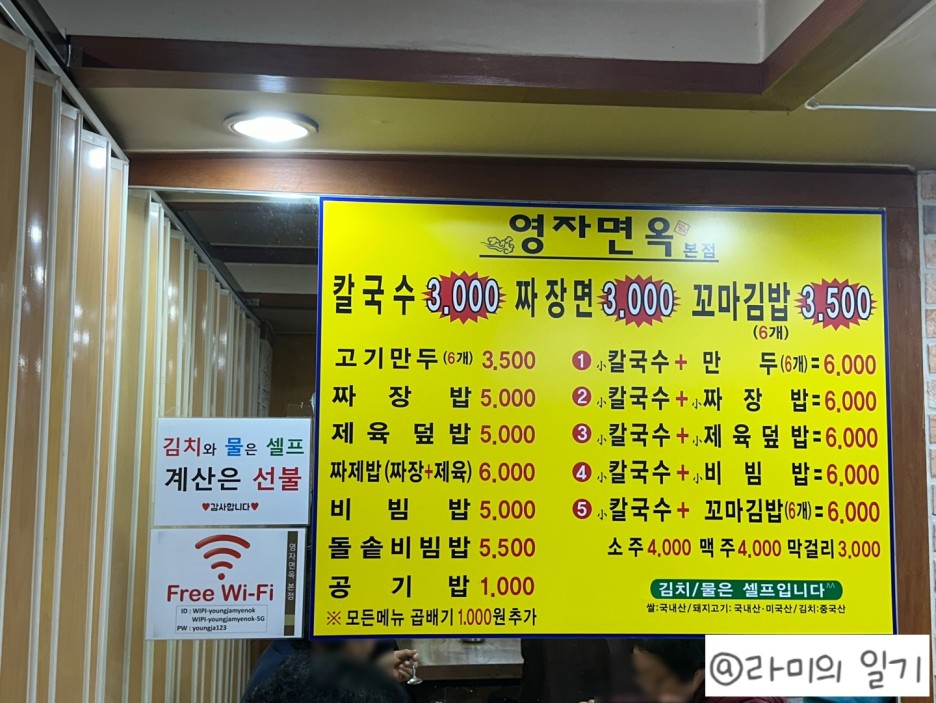 영자면옥 본점
칼국수 3,000 짜장면 3,000 꼬마김밥 3,500
(6개)
고기만두 (6개) 3,500
짜장밥 5,000
제육덮밥 5,000
짜제밥(짜장+제육) 6,000
비빔밥 5,000
돌솥비빔밥 5,500
공기밥 1,000
※ 모든메뉴 곱배기 1,000원추가
1 小칼국수 + 만두(6개) = 6,000
2 小칼국수 + 小짜장밥 = 6,000
3 小칼국수 + 小제육덮밥 = 6,000
4 小칼국수 + 小비빔밥 = 6,000
5 小칼국수 + 꼬마김밥(6개) = 6,000
소주 4,000 맥주 4,000 막걸리 3,000
김치/물은 셀프입니다^^
쌀:국내산/돼지고기: 국내산·미국산/김치:중국산
김치와 물은 셀프
계산은 선불
♥감사합니다♥
Free Wi-Fi
ID : WIPI-youngjamyenok
WIPI-youngjamyenok-5G
PW : youngja123
영자면옥 본점
@라미의 일기